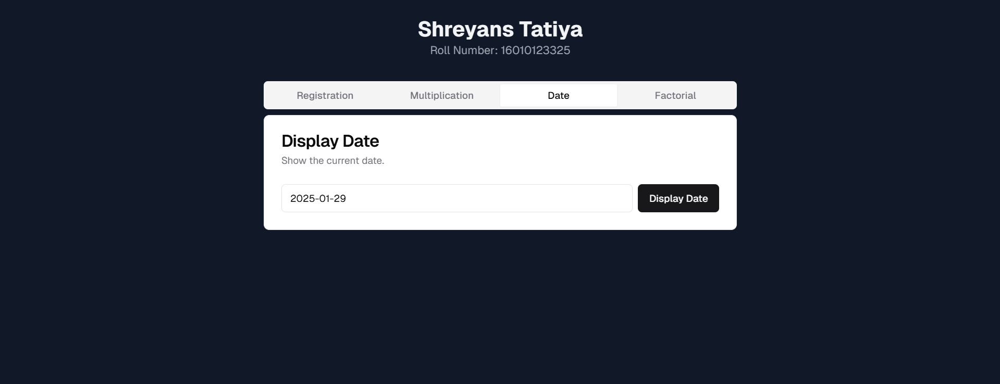 Shreyans Tatiya
Roll Number: 16010123325
Registration Multiplication Date Factorial
Display Date
Show the current date.
2025-01-29 Display Date